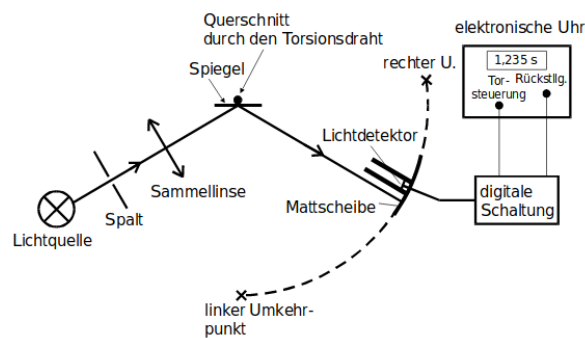 Querschnitt
durch den Torsionsdraht
Spiegel
elektronische Uhr
1,235 s
Tor-
steuerung
Rückstllg.
rechter U.
Lichtdetektor
Sammellinse
Mattscheibe
digitale
Schaltung
Spalt
Lichtquelle
linker Umkehr-
punkt